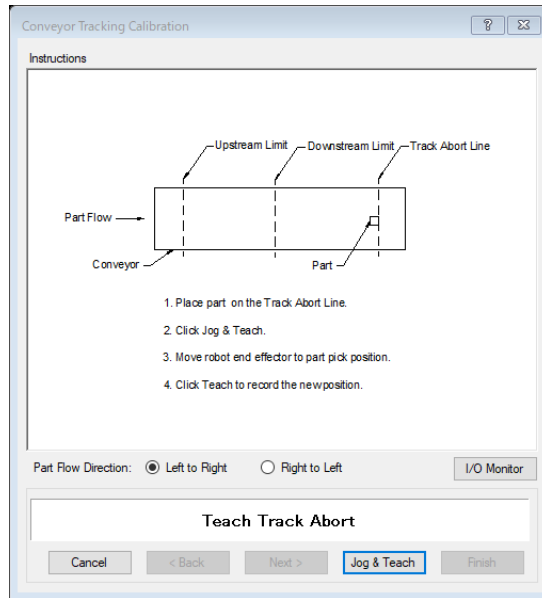 Conveyor Tracking Calibration
Instructions
Upstream Limit Downstream Limit Track Abort Line
Part Flow
Conveyor Part
1. Place part on the Track Abort Line.
2. Click Jog & Teach.
3. Move robot end effector to part pick position.
4. Click Teach to record the newposition.
Part Flow Direction: Left to Right Right to Left I/O Monitor
Teach Track Abort
Cancel < Back Next > Jog & Teach Finish